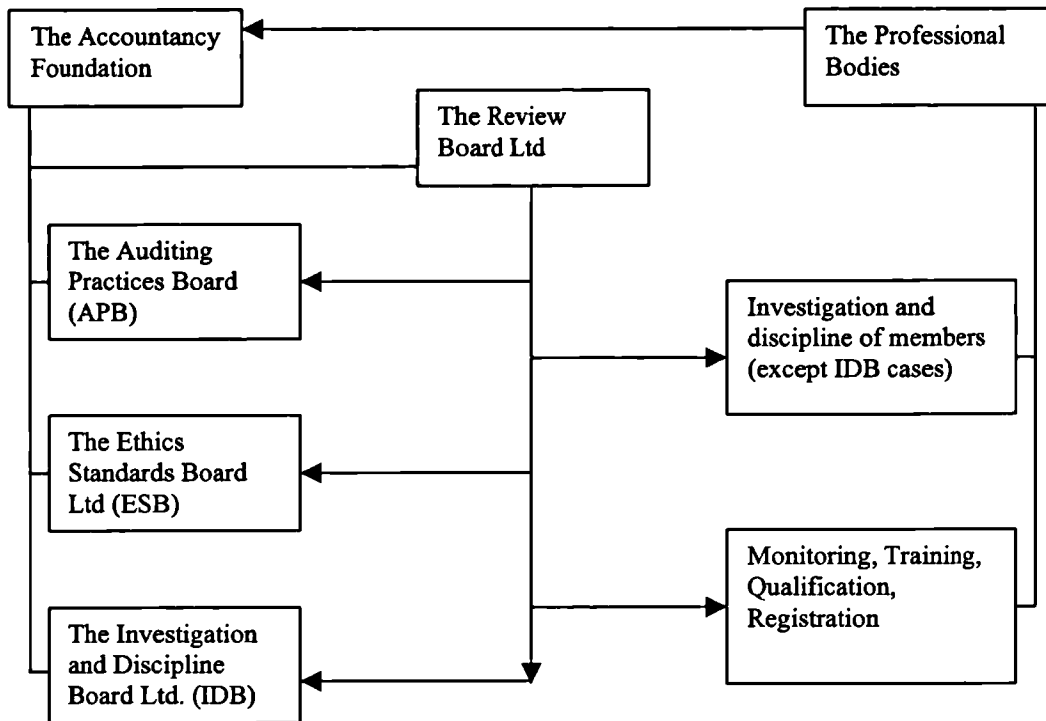 The Accountancy
Foundation
The Professional
Bodies
The Review
Board Ltd
The Auditing
Practices Board
(APB)
Investigation and
discipline of members
(except IDB cases)
The Ethics
Standards Board
Ltd (ESB)
Monitoring, Training,
Qualification,
Registration
The Investigation
and Discipline
Board Ltd. (IDB)